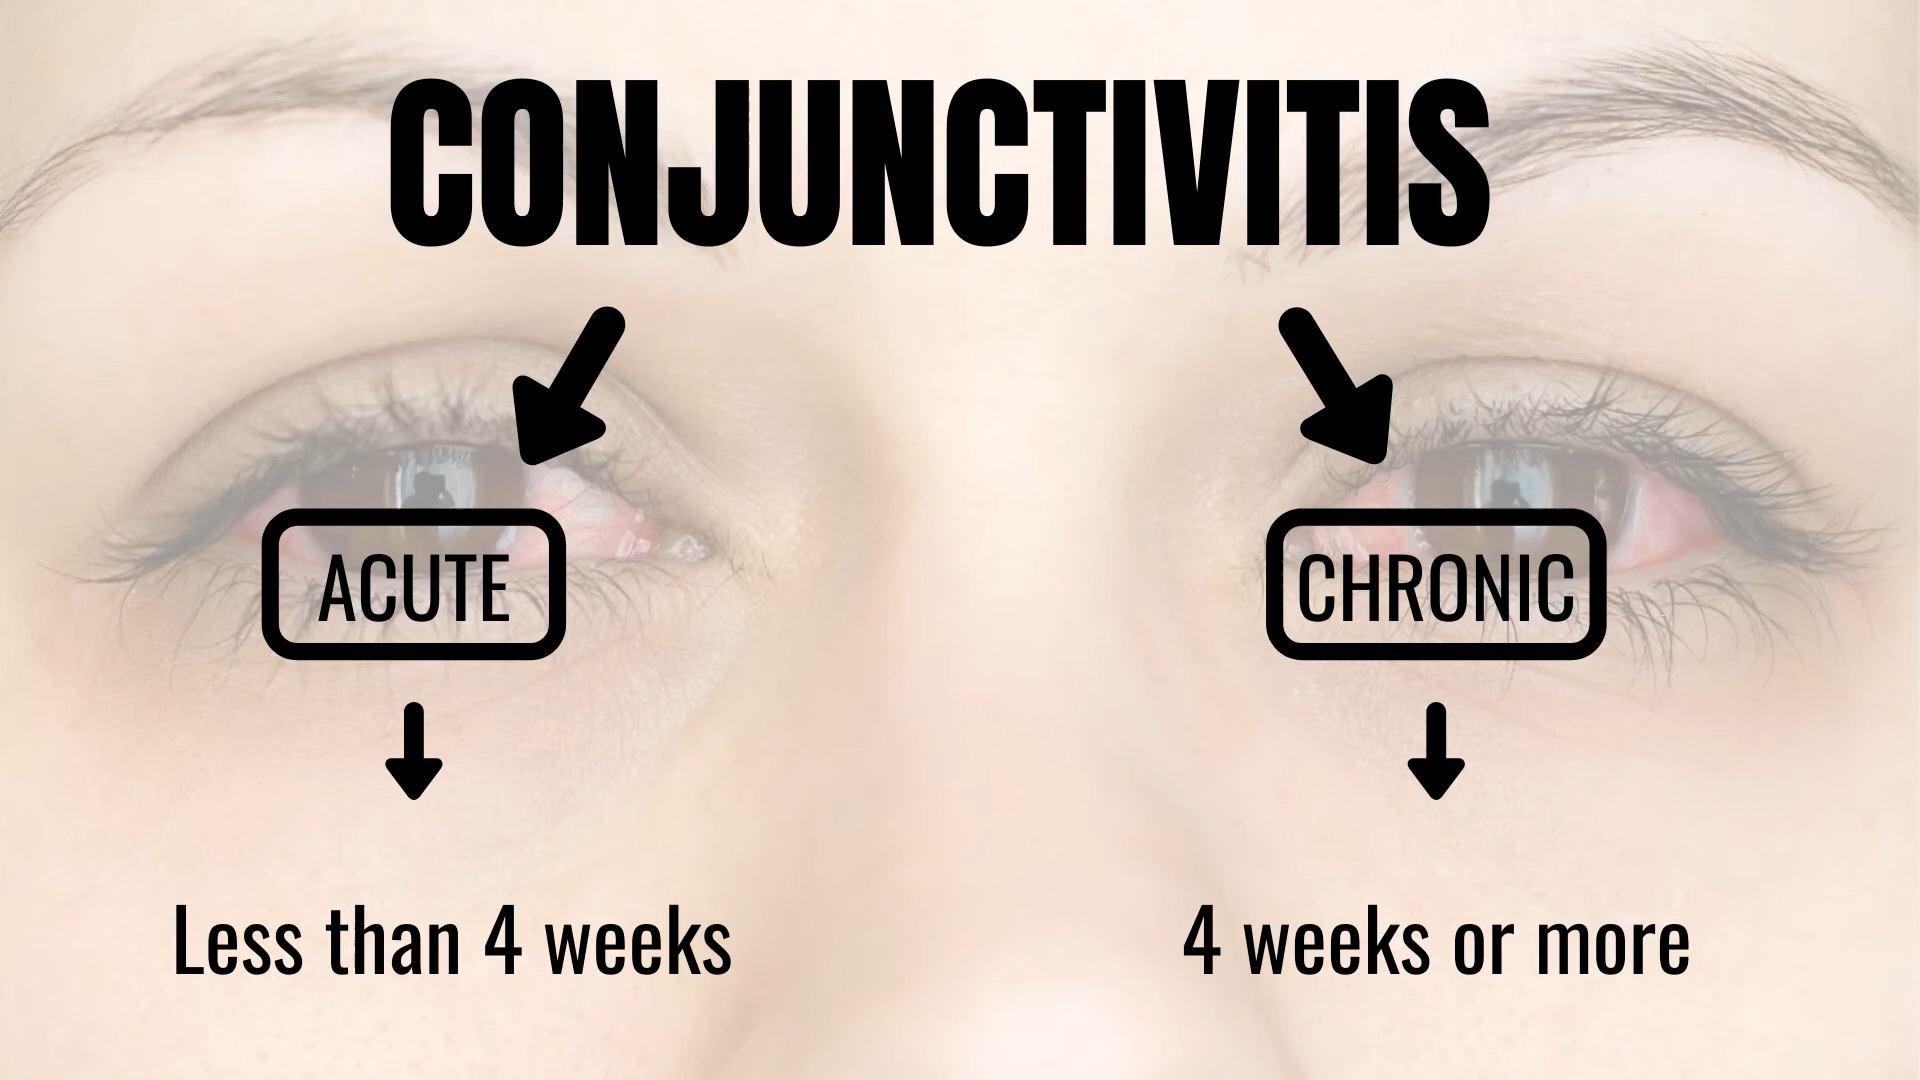 CONJUNCTIVITIS
ACUTE
CHRONIC
Less than 4 weeks
4 weeks or more